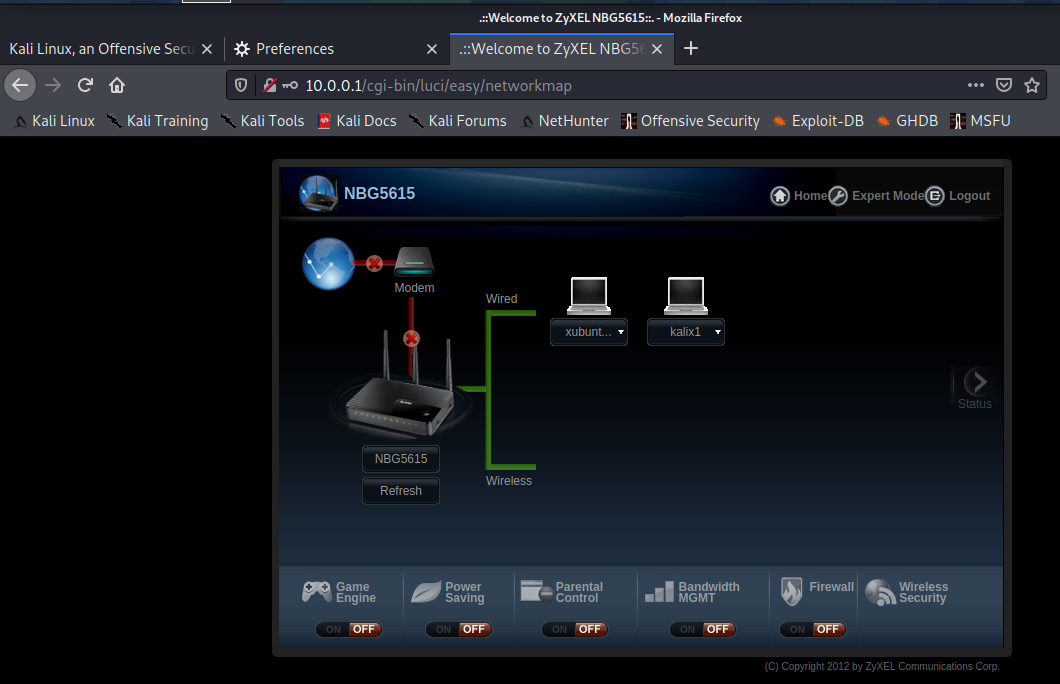 .::Welcome to ZyXEL NBG5615::. - Mozilla Firefox
Kali Linux, an Offensive Secu
Preferences
.::Welcome to ZyXEL NBG56
10.0.0.1/cgi-bin/luci/easy/networkmap
Kali Linux Kali Training Kali Tools Kali Docs Kali Forums NetHunter Offensive Security Exploit-DB GHDB MSFU
NBG5615
Home Expert Mode Logout
Modem
Wired
xubunt... kalix1
Status
NBG5615
Refresh
Wireless
Game
Engine
Power
Saving
Parental
Control
Bandwidth
MGMT
Firewall
Wireless
Security
ON OFF ON OFF ON OFF ON OFF ON OFF
(C) Copyright 2012 by ZyXEL Communications Corp.